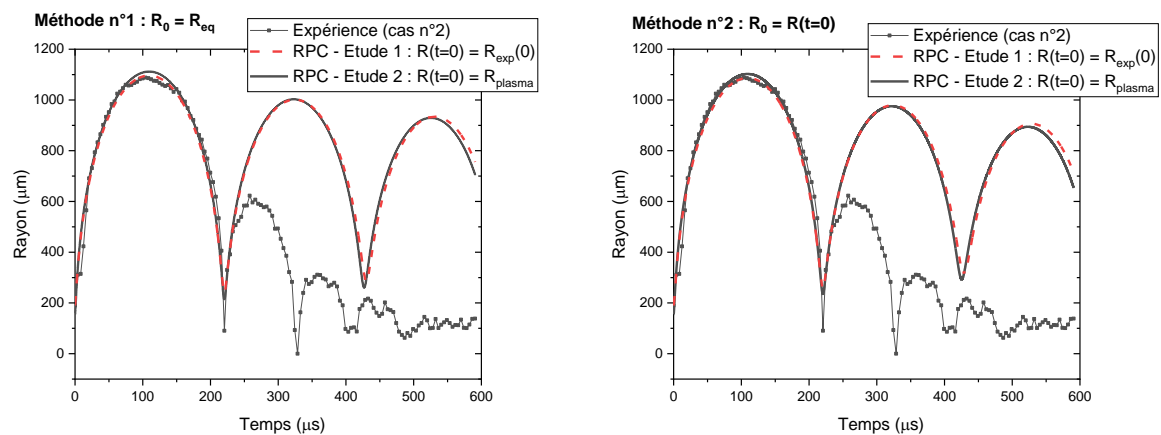 Méthode n°1 : R0 = Req
Expérience (cas n°2)
RPC - Etude 1 : R(t=0) = Rexp(0)
RPC - Etude 2 : R(t=0) = Rplasma
1200
1000
800
600
400
200
0
Rayon (μm)
0 100 200 300 400 500 600
Temps (μs)
Méthode n°2 : R0 = R(t=0)
Expérience (cas n°2)
RPC - Etude 1 : R(t=0) = Rexp(0)
RPC - Etude 2 : R(t=0) = Rplasma
1200
1000
800
600
400
200
0
Rayon (μm)
0 100 200 300 400 500 600
Temps (μs)